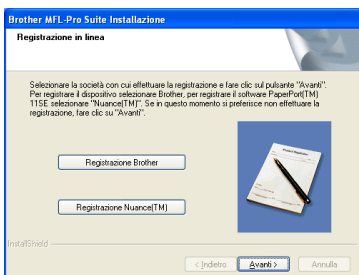 Brother MFL-Pro Suite Installazione
Registrazione in linea
Selezionare la società con cui effettuare la registrazione e fare clic sul pulsante "Avanti".
Per registrare il dispositivo selezionare Brother, per registrare il software PaperPort(TM)
11SE selezionare "Nuance(TM)". Se in questo momento si preferisce non effettuare la
registrazione, fare clic su "Avanti".
Product Registration
Registrazione Brother
Registrazione Nuance(TM)
InstallShield
< Indietro
Avanti >
Annulla